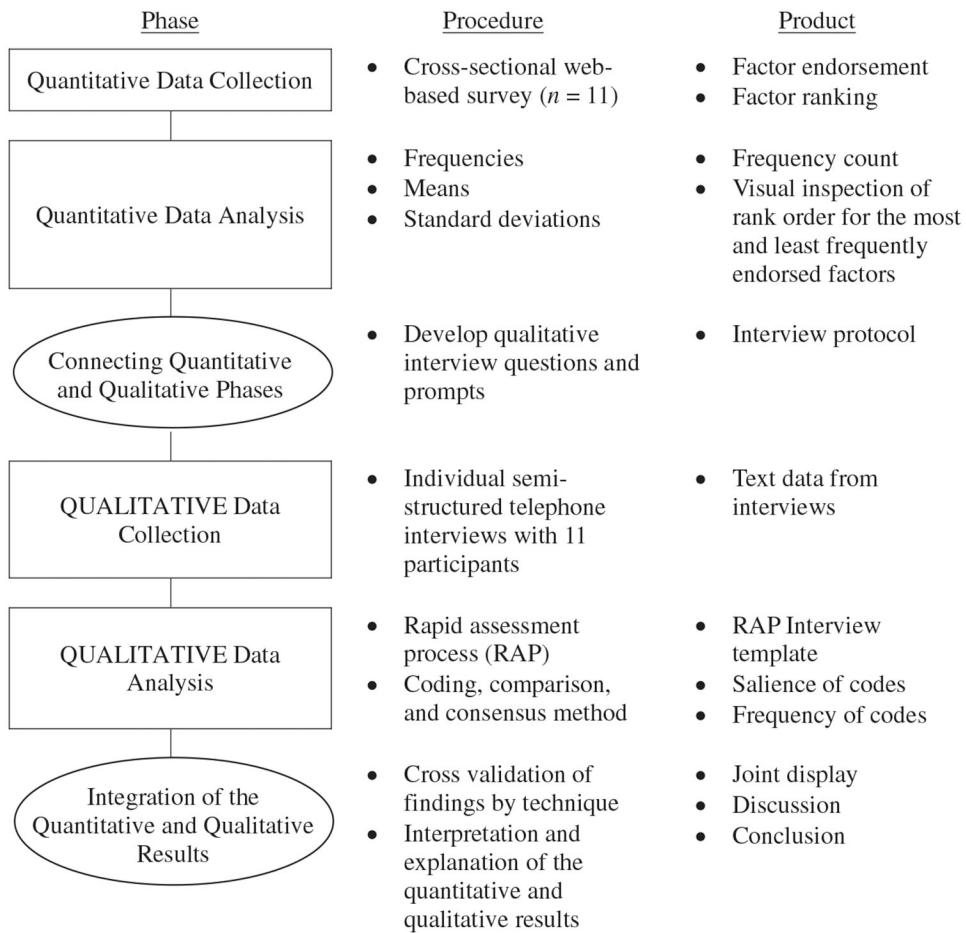 Phase
Procedure
Product
Quantitative Data Collection
• Cross-sectional web-
based survey (n = 11)
• Factor endorsement
• Factor ranking
Quantitative Data Analysis
• Frequencies
• Means
• Standard deviations
• Frequency count
• Visual inspection of
rank order for the most
and least frequently
endorsed factors
Connecting Quantitative
and Qualitative Phases
• Develop qualitative
interview questions and
prompts
• Interview protocol
QUALITATIVE Data
Collection
• Individual semi-
structured telephone
interviews with 11
participants
• Text data from
interviews
QUALITATIVE Data
Analysis
• Rapid assessment
process (RAP)
• Coding, comparison,
and consensus method
• RAP Interview
template
• Salience of codes
• Frequency of codes
Integration of the
Quantitative and Qualitative
Results
• Cross validation of
findings by technique
• Interpretation and
explanation of the
quantitative and
qualitative results
• Joint display
• Discussion
• Conclusion